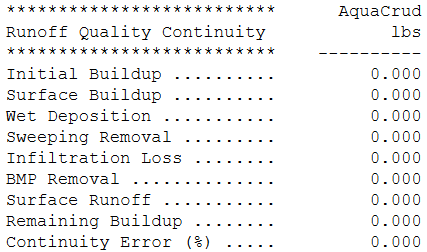 **************************       AquaCrud
Runoff Quality Continuity             lbs
**************************     ----------
Initial Buildup ..........          0.000
Surface Buildup ..........          0.000
Wet Deposition ...........          0.000
Sweeping Removal .........          0.000
Infiltration Loss ........          0.000
BMP Removal ..............          0.000
Surface Runoff ...........          0.000
Remaining Buildup ........          0.000
Continuity Error (%) .....          0.000